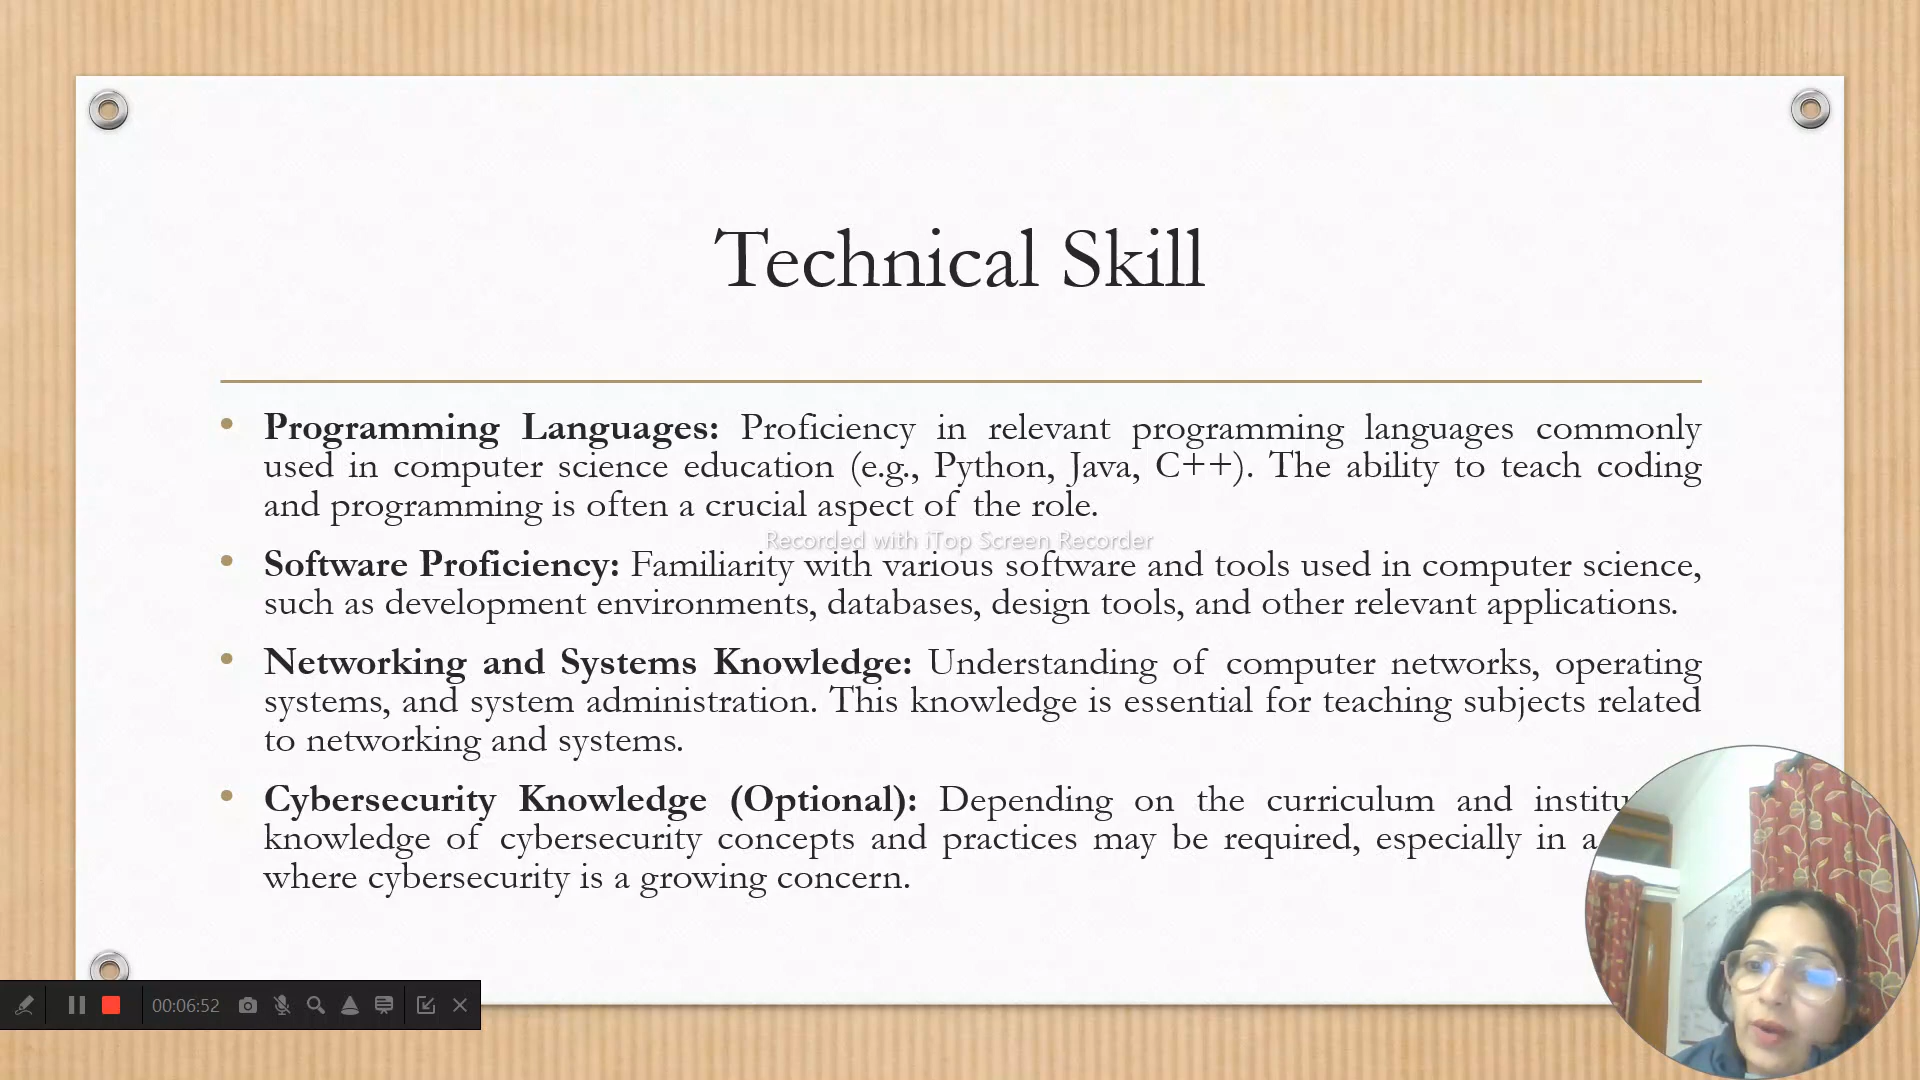 Technical Skill
• Programming Languages: Proficiency in relevant programming languages commonly
used in computer science education (e.g., Python, Java, C++). The ability to teach coding
and programming is often a crucial aspect of the role.
Recorded with iTop Screen Recorder
• Software Proficiency: Familiarity with various software and tools used in computer science,
such as development environments, databases, design tools, and other relevant applications.
• Networking and Systems Knowledge: Understanding of computer networks, operating
systems, and system administration. This knowledge is essential for teaching subjects related
to networking and systems.
• Cybersecurity Knowledge (Optional): Depending on the curriculum and
knowledge of cybersecurity concepts and practices may be required, especially in
where cybersecurity is a growing concern.
00:06:52